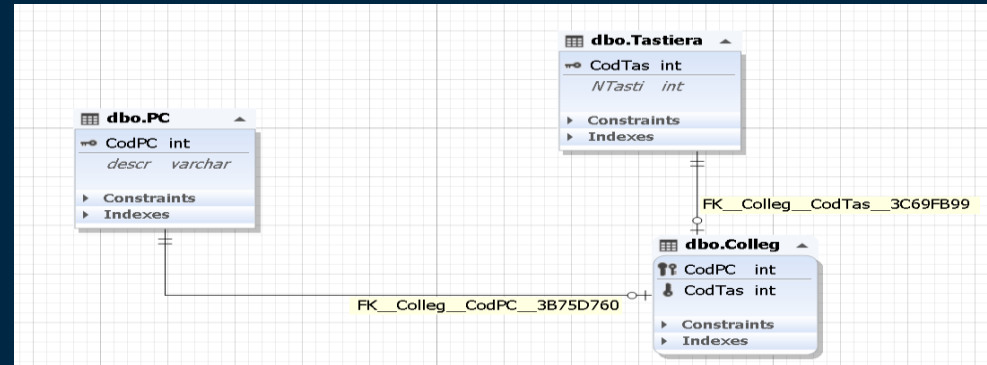 dbo.Tastiera
CodTas int
NTasti int
Constraints
Indexes
dbo.PC
CodPC int
descr varchar
Constraints
Indexes
FK__Colleg__CodTas__3C69FB99
dbo.Colleg
CodPC int
CodTas int
Constraints
Indexes
FK__Colleg__CodPC__3B75D760